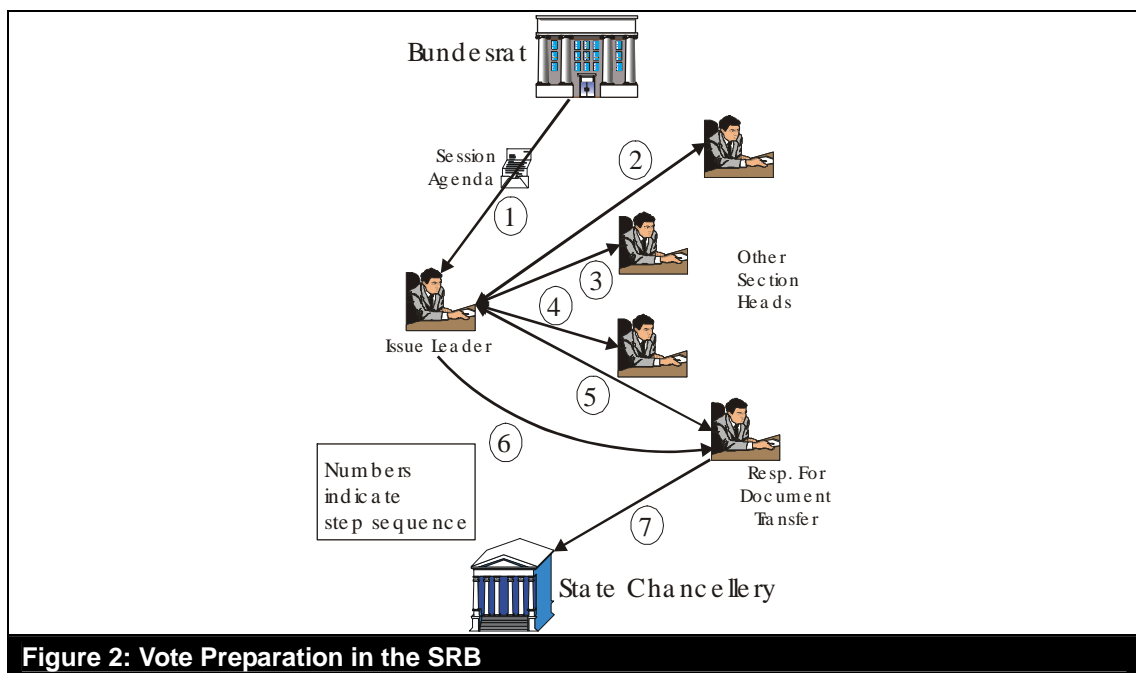 Bundesrat
Session
Agenda
1
2
3
4
5
6
7
Other
Section
Heads
Issue Leader
Numbers
indicate
step sequence
Resp. For
Document
Transfer
State Chancellery
Figure 2: Vote Preparation in the SRB